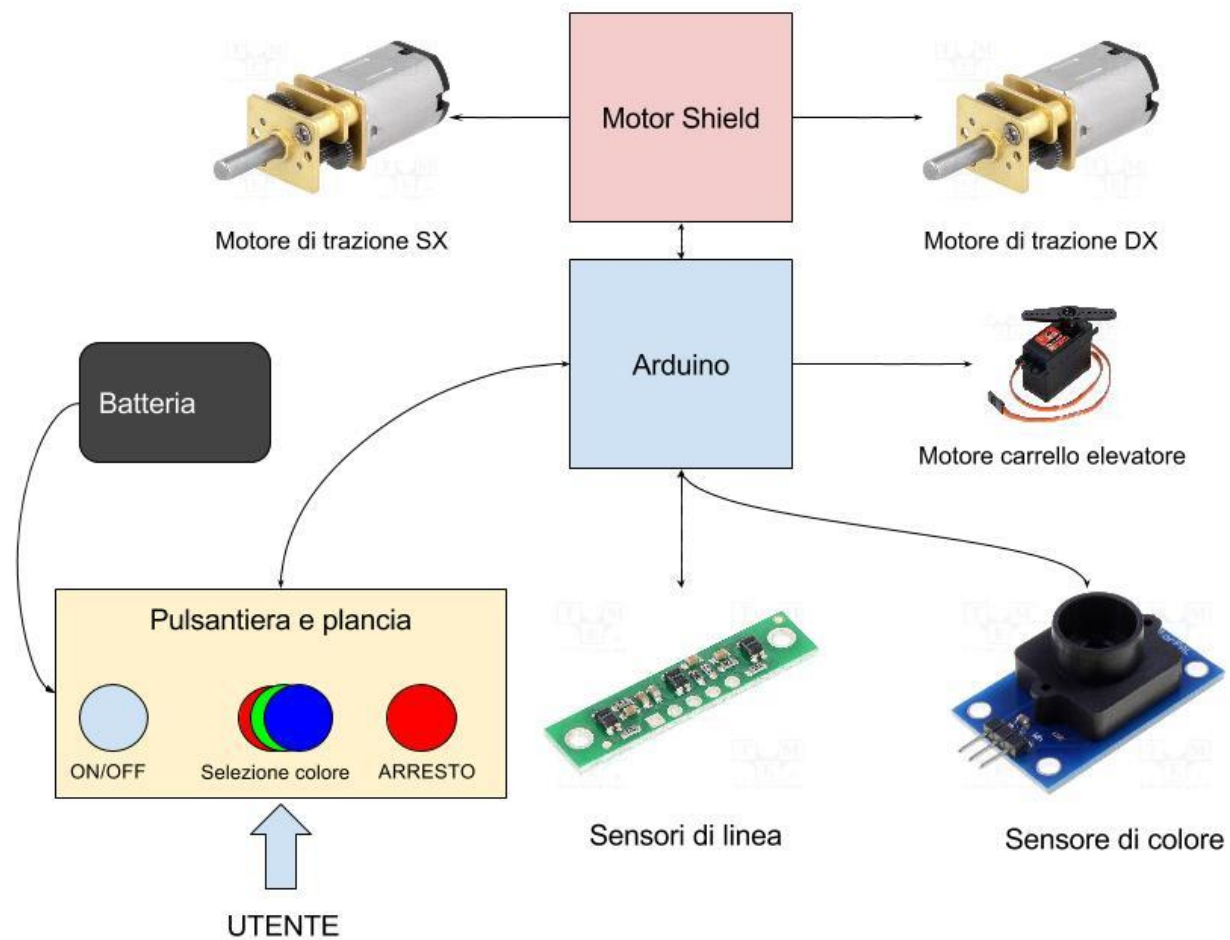 Motor Shield
Motore di trazione SX
Motore di trazione DX
Arduino
Batteria
Motore carrello elevatore
Pulsantiera e plancia
ON/OFF
Selezione colore
ARRESTO
Sensori di linea
Sensore di colore
UTENTE